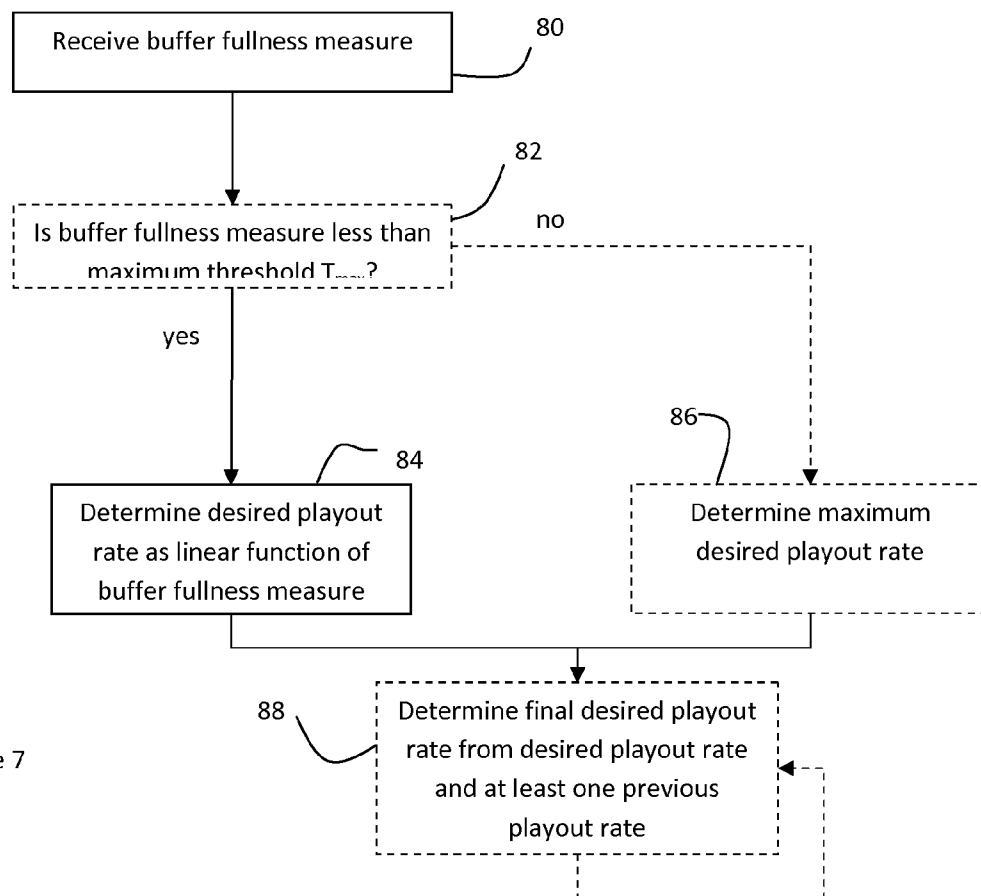 Receive buffer fullness measure
80
82
Is buffer fullness measure less than
maximum threshold Tmax?
no
yes
84
86
Determine desired playout
rate as linear function of
buffer fullness measure
Determine maximum
desired playout rate
88
Determine final desired playout
rate from desired playout rate
and at least one previous
playout rate
e 7